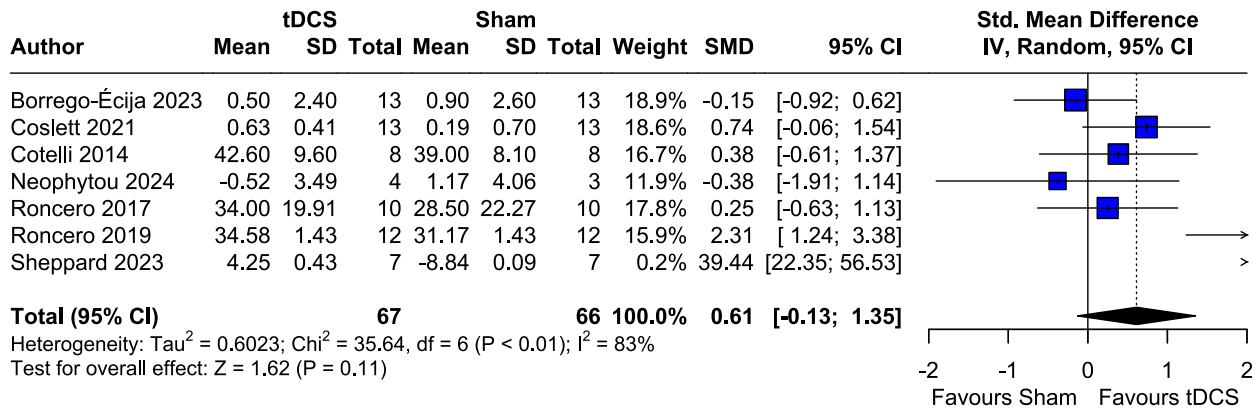 tDCS Sham Std. Mean Difference
Author Mean SD Total Mean SD Total Weight SMD 95% CI IV, Random, 95% CI
Borrego-Écija 2023 0.50 2.40 13 0.90 2.60 13 18.9% -0.15 [-0.92; 0.62]
Coslett 2021 0.63 0.41 13 0.19 0.70 13 18.6% 0.74 [-0.06; 1.54]
Cotelli 2014 42.60 9.60 8 39.00 8.10 8 16.7% 0.38 [-0.61; 1.37]
Neophytou 2024 -0.52 3.49 4 1.17 4.06 3 11.9% -0.38 [-1.91; 1.14]
Roncero 2017 34.00 19.91 10 28.50 22.27 10 17.8% 0.25 [-0.63; 1.13]
Roncero 2019 34.58 1.43 12 31.17 1.43 12 15.9% 2.31 [ 1.24; 3.38]
Sheppard 2023 4.25 0.43 7 -8.84 0.09 7 0.2% 39.44 [22.35; 56.53]
Total (95% CI) 67 66 100.0% 0.61 [-0.13; 1.35]
Heterogeneity: Tau² = 0.6023; Chi² = 35.64, df = 6 (P < 0.01); I² = 83%
Test for overall effect: Z = 1.62 (P = 0.11)
-2 -1 0 1 2
Favours Sham Favours tDCS